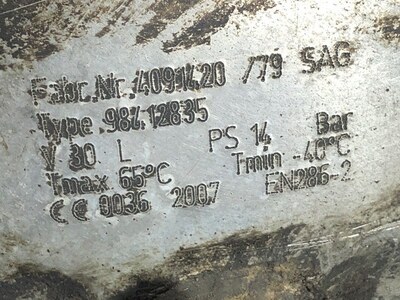 Fabr.Nr. 4091420 /79 SAG
Type .98412835
V 30 L PS 14 Bar
Tmax 65°C Tmin -40°C
CE 0036 2007 EN286-2